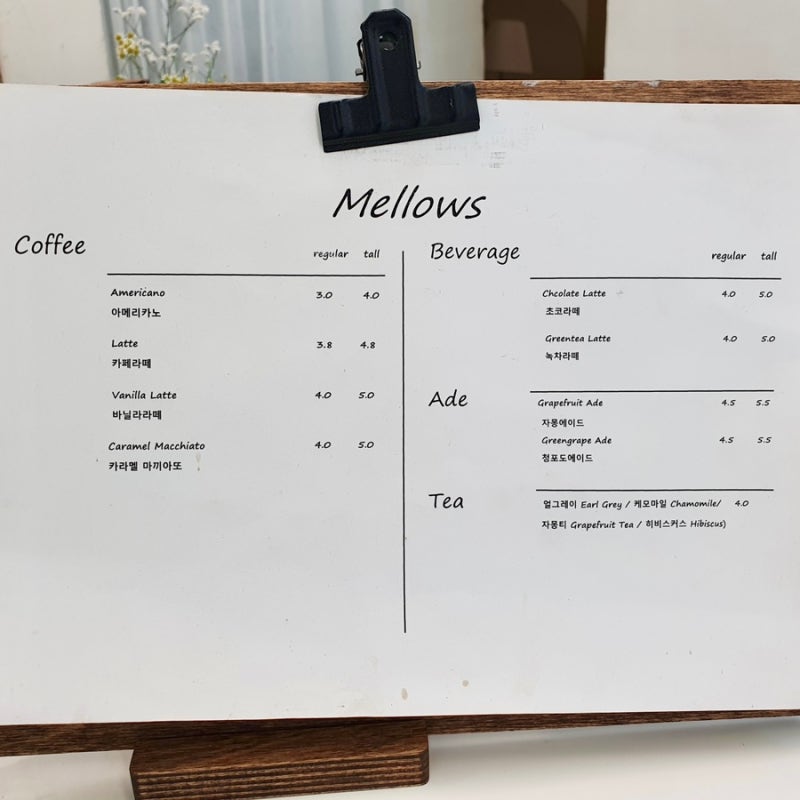 Mellows
Coffee
regular tall
Americano 3.0 4.0
아메리카노
Latte 3.8 4.8
카페라떼
Vanilla Latte 4.0 5.0
바닐라라떼
Caramel Macchiato 4.0 5.0
카라멜 마끼아또
Beverage
regular tall
Chcolate Latte 4.0 5.0
초코라떼
Greentea Latte 4.0 5.0
녹차라떼
Ade
Grapefruit Ade 4.5 5.5
자몽에이드
Greengrape Ade 4.5 5.5
청포도에이드
Tea
얼그레이 Earl Grey / 케모마일 Chamomile/ 4.0
자몽티 Grapefruit Tea / 히비스커스 Hibiscus)